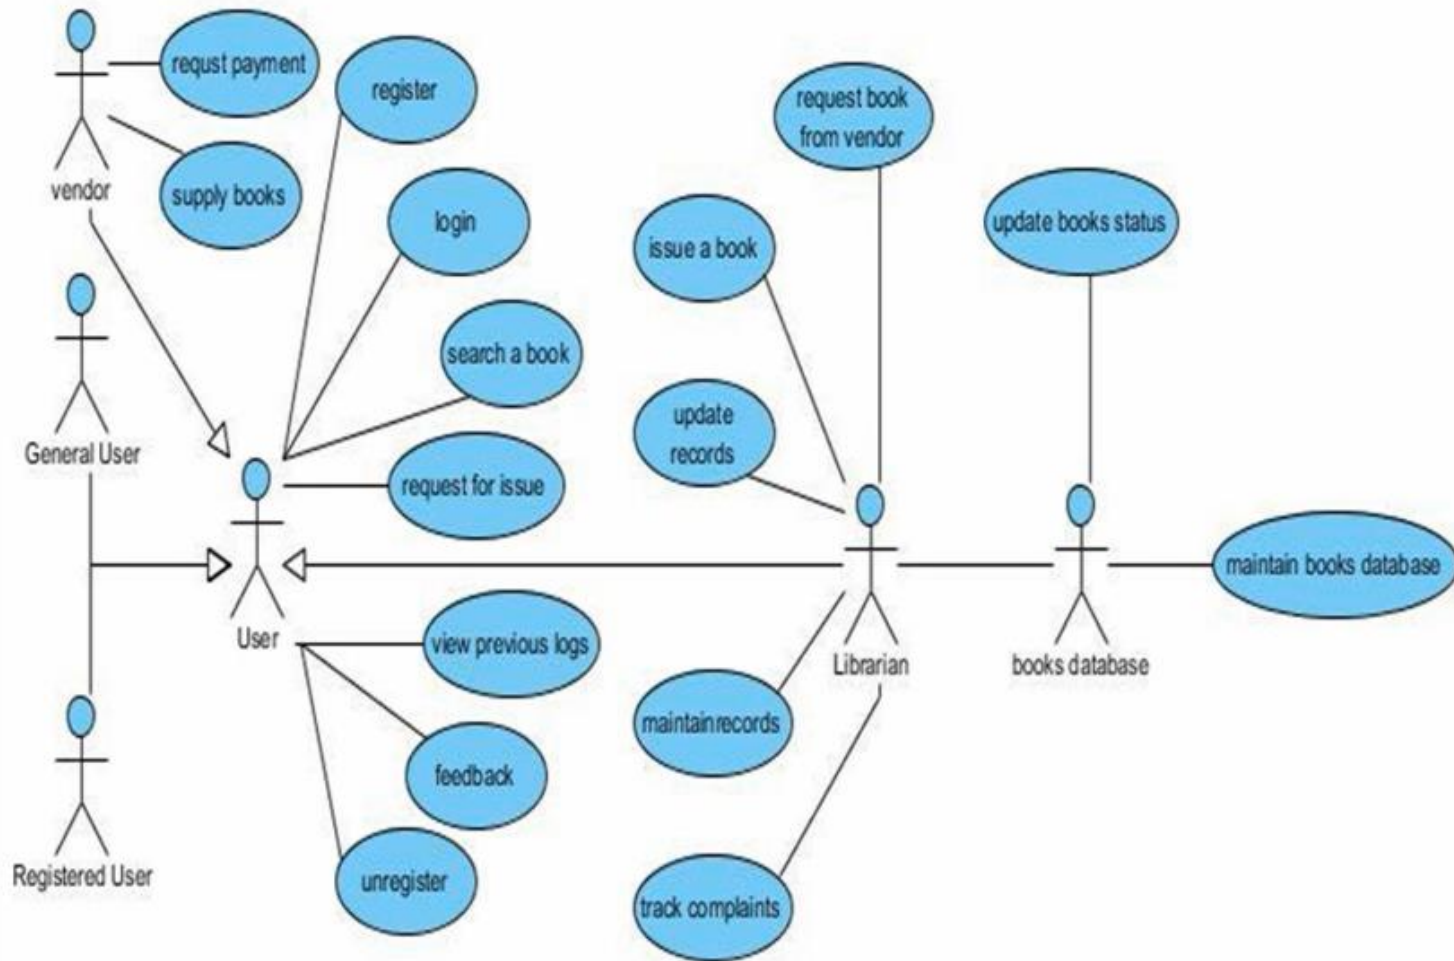 requst payment
register
request book
from vendor
vendor
supply books
login
issue a book
update books status
search a book
update
records
General User
request for issue
maintain books database
User
view previous logs
Librarian
books database
maintainrecords
feedback
Registered User
unregister
track complaints